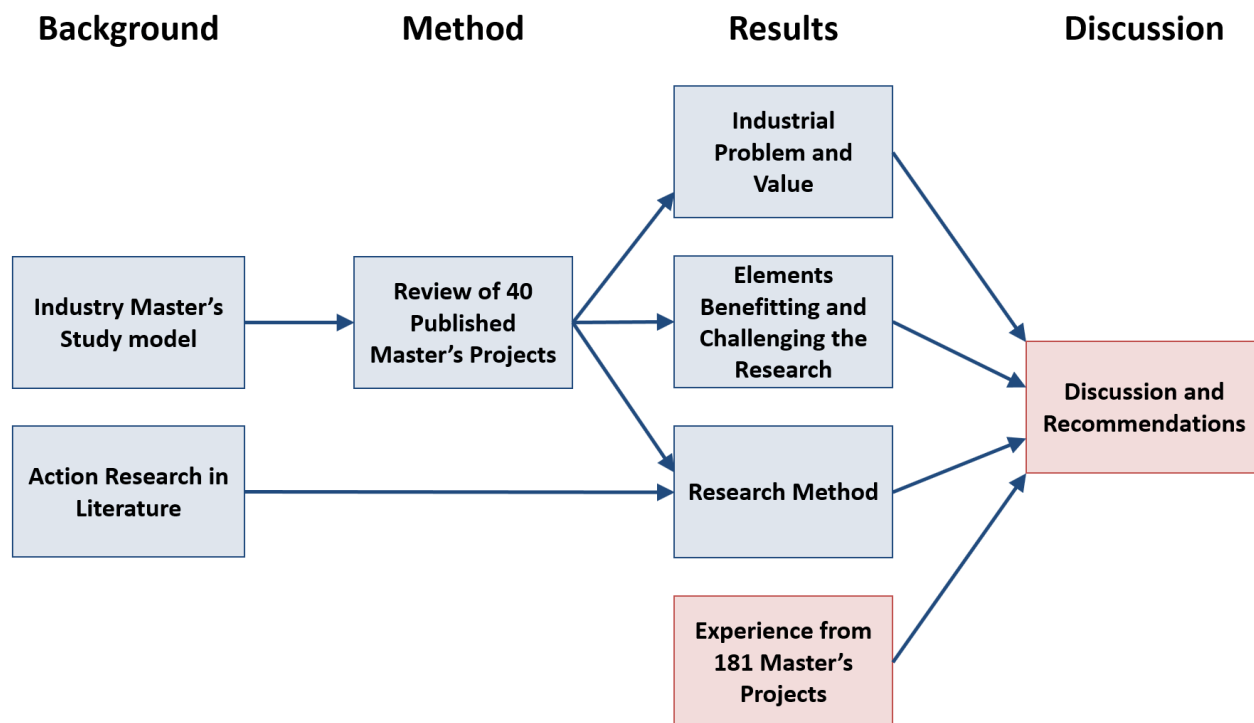 Background
Method
Results
Discussion
Industry Master's
Study model
Action Research in
Literature
Review of 40
Published
Master's Projects
Industrial
Problem and
Value
Elements
Benefitting and
Challenging the
Research
Research Method
Experience from
181 Master's
Projects
Discussion and
Recommendations